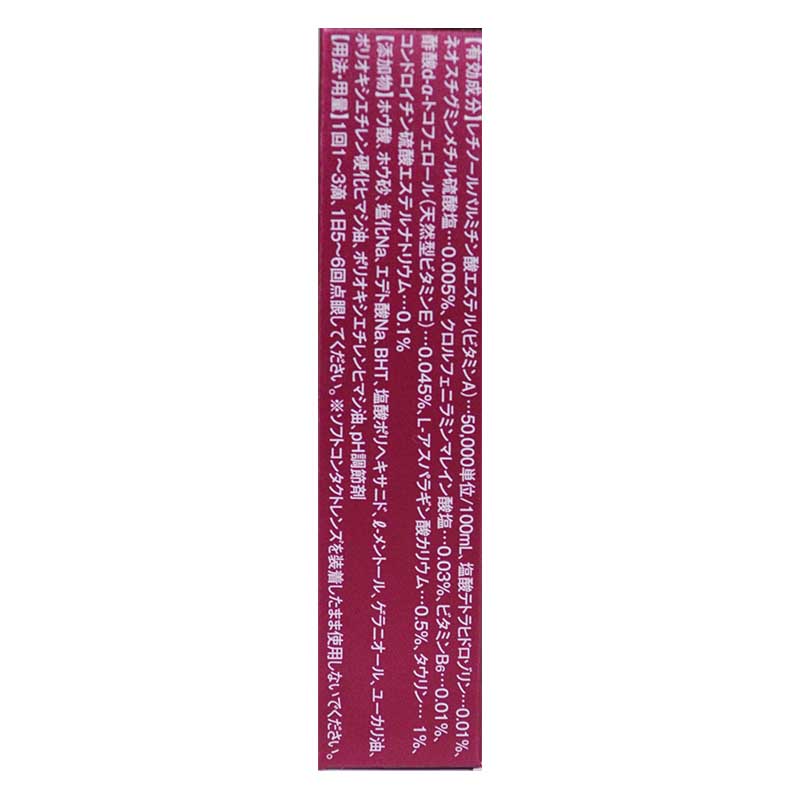 【有効成分】レチノールパルミチン酸エステル(ビタミンA)…50,000単位/100mL、塩酸テトラヒドロゾリン…0.01%、
ネオスチグミンメチル硫酸塩…0.005%、クロルフェニラミンマレイン酸塩…0.03%、ビタミンB₆…0.01%、
酢酸d-α-トコフェロール(天然型ビタミンE)…0.045%、L-アスパラギン酸カリウム…0.5%、タウリン…1%、
コンドロイチン硫酸エステルナトリウム…0.1%
【添加物】ホウ酸、ホウ砂、塩化Na、エデト酸Na、BHT、塩酸ポリヘキサニド、ℓ-メントール、ゲラニオール、ユーカリ油、
ポリオキシエチレン硬化ヒマシ油、ポリオキシエチレンヒマシ油、pH調節剤
【用法・用量】1回1〜3滴、1日5〜6回点眼してください。※ソフトコンタクトレンズを装着したまま使用しないでください。